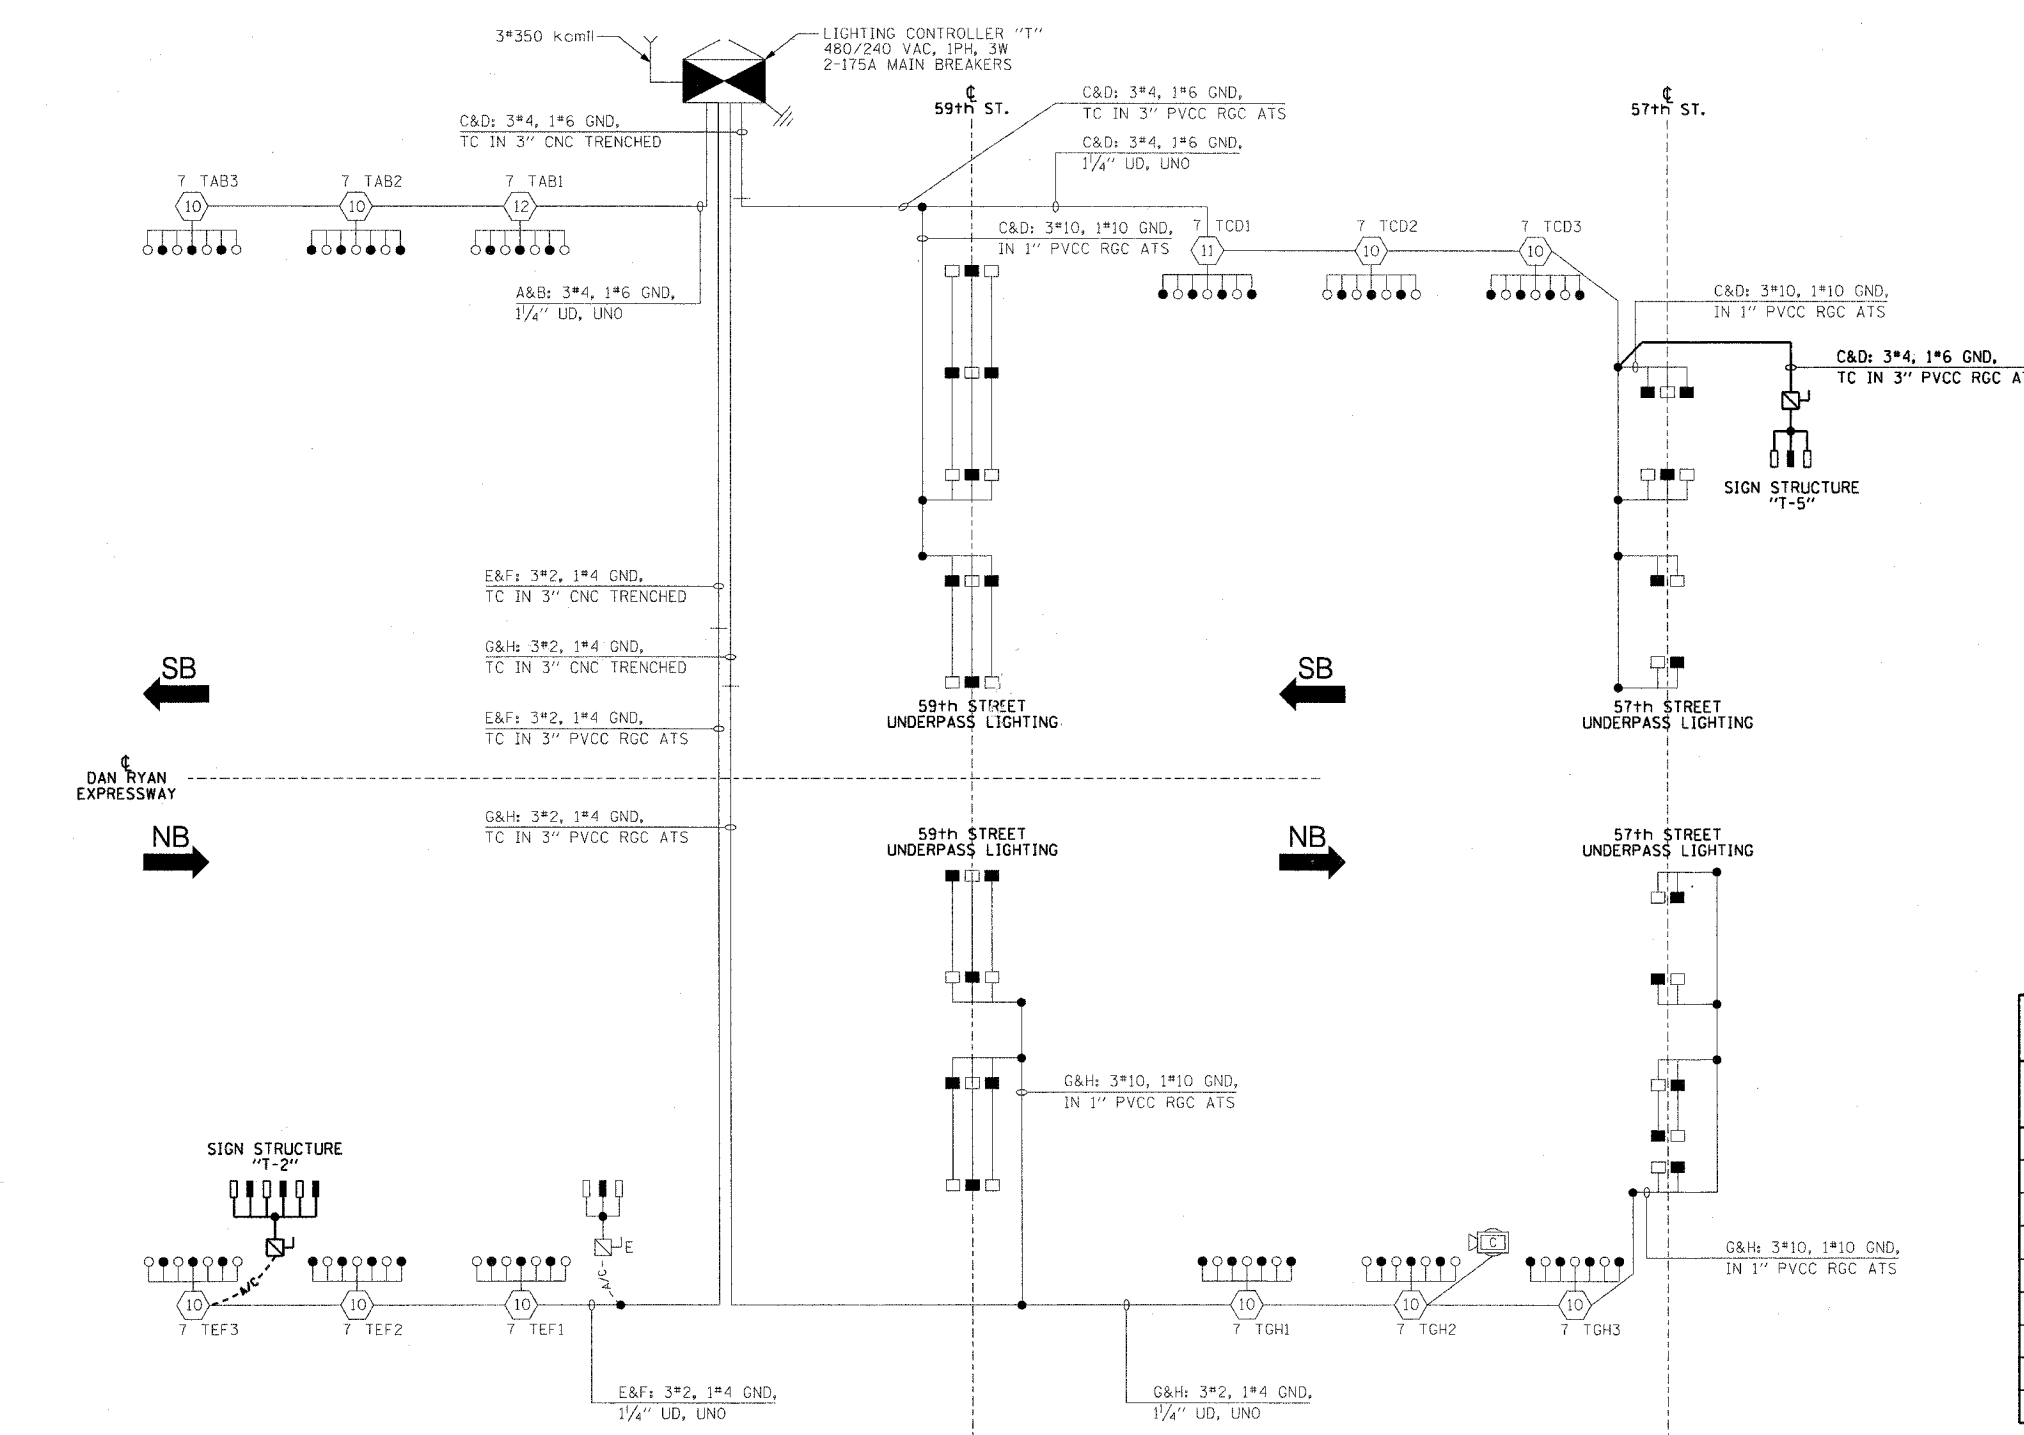 3#350 kcmil
LIGHTING CONTROLLER "T"
480/240 VAC, 1PH, 3W
2-175A MAIN BREAKERS
C&D: 3#4, 1#6 GND,
TC IN 3" CNC TRENCHED
℄
59th ST.
C&D: 3#4, 1#6 GND,
TC IN 3" PVCC RGC ATS
C&D: 3#4, 1#6 GND,
1¼" UD, UNO
℄
57th ST.
7 TAB3
10
7 TAB2
10
7 TAB1
12
A&B: 3#4, 1#6 GND,
1¼" UD, UNO
C&D: 3#10, 1#10 GND,
IN 1" PVCC RGC ATS
7 TCD1
11
7 TCD2
10
7 TCD3
10
C&D: 3#10, 1#10 GND,
IN 1" PVCC RGC ATS
C&D: 3#4, 1#6 GND,
TC IN 3" PVCC RGC
SIGN STRUCTURE
"T-5"
E&F: 3#2, 1#4 GND,
TC IN 3" CNC TRENCHED
G&H: 3#2, 1#4 GND,
TC IN 3" CNC TRENCHED
SB
SB
59th STREET
UNDERPASS LIGHTING
57th STREET
UNDERPASS LIGHTING
E&F: 3#2, 1#4 GND,
TC IN 3" PVCC RGC ATS
℄
DAN RYAN
EXPRESSWAY
G&H: 3#2, 1#4 GND,
TC IN 3" PVCC RGC ATS
NB
NB
59th STREET
UNDERPASS LIGHTING
57th STREET
UNDERPASS LIGHTING
G&H: 3#10, 1#10 GND,
IN 1" PVCC RGC ATS
SIGN STRUCTURE
"T-2"
A/C
A/C
E
C
G&H: 3#10, 1#10 GND,
IN 1" PVCC RGC ATS
10
7 TEF3
10
7 TEF2
10
7 TEF1
10
7 TGH1
10
7 TGH2
10
7 TGH3
E&F: 3#2, 1#4 GND,
1¼" UD, UNO
G&H: 3#2, 1#4 GND,
1¼" UD, UNO